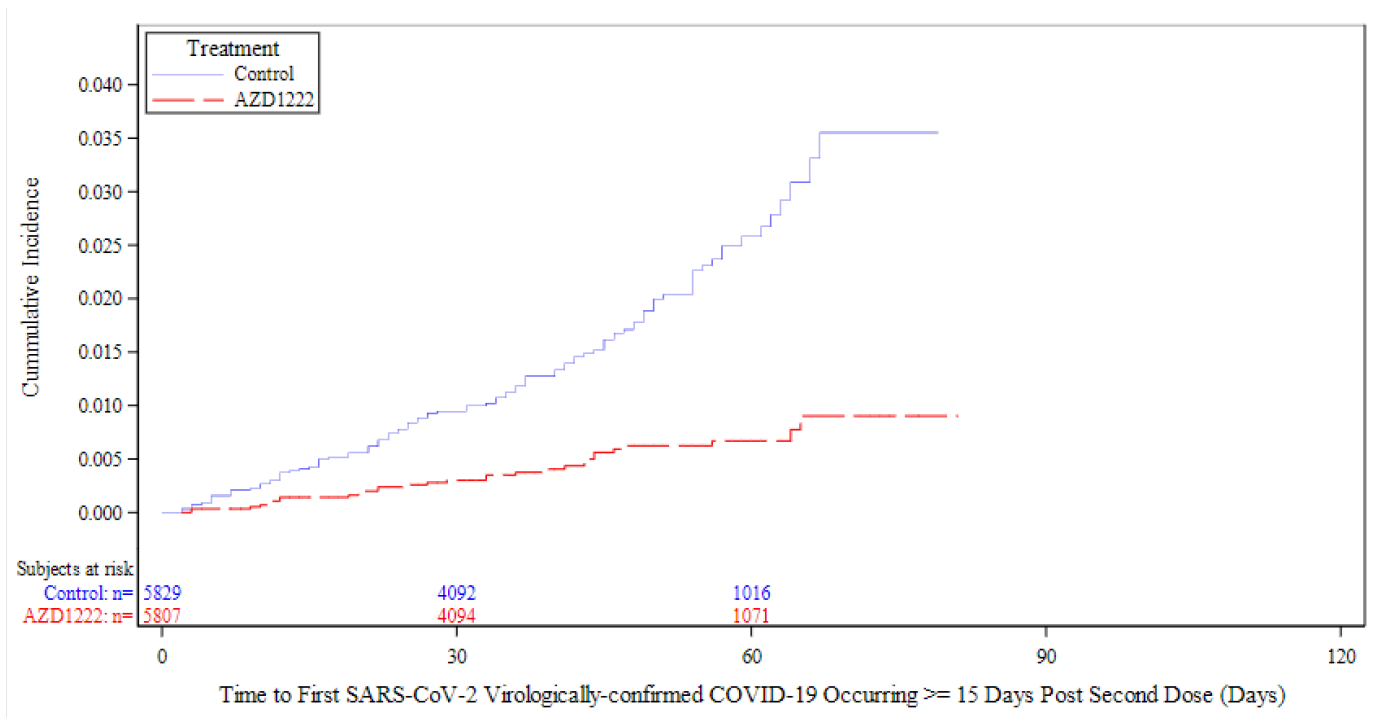 Treatment
Control
AZD1222
0.040
0.035
0.030
0.025
0.020
0.015
0.010
0.005
0.000
Cummulative Incidence
Subjects at risk
Control: n= 5829 4092 1016
AZD1222: n= 5807 4094 1071
0 30 60 90 120
Time to First SARS-CoV-2 Virologically-confirmed COVID-19 Occurring >= 15 Days Post Second Dose (Days)